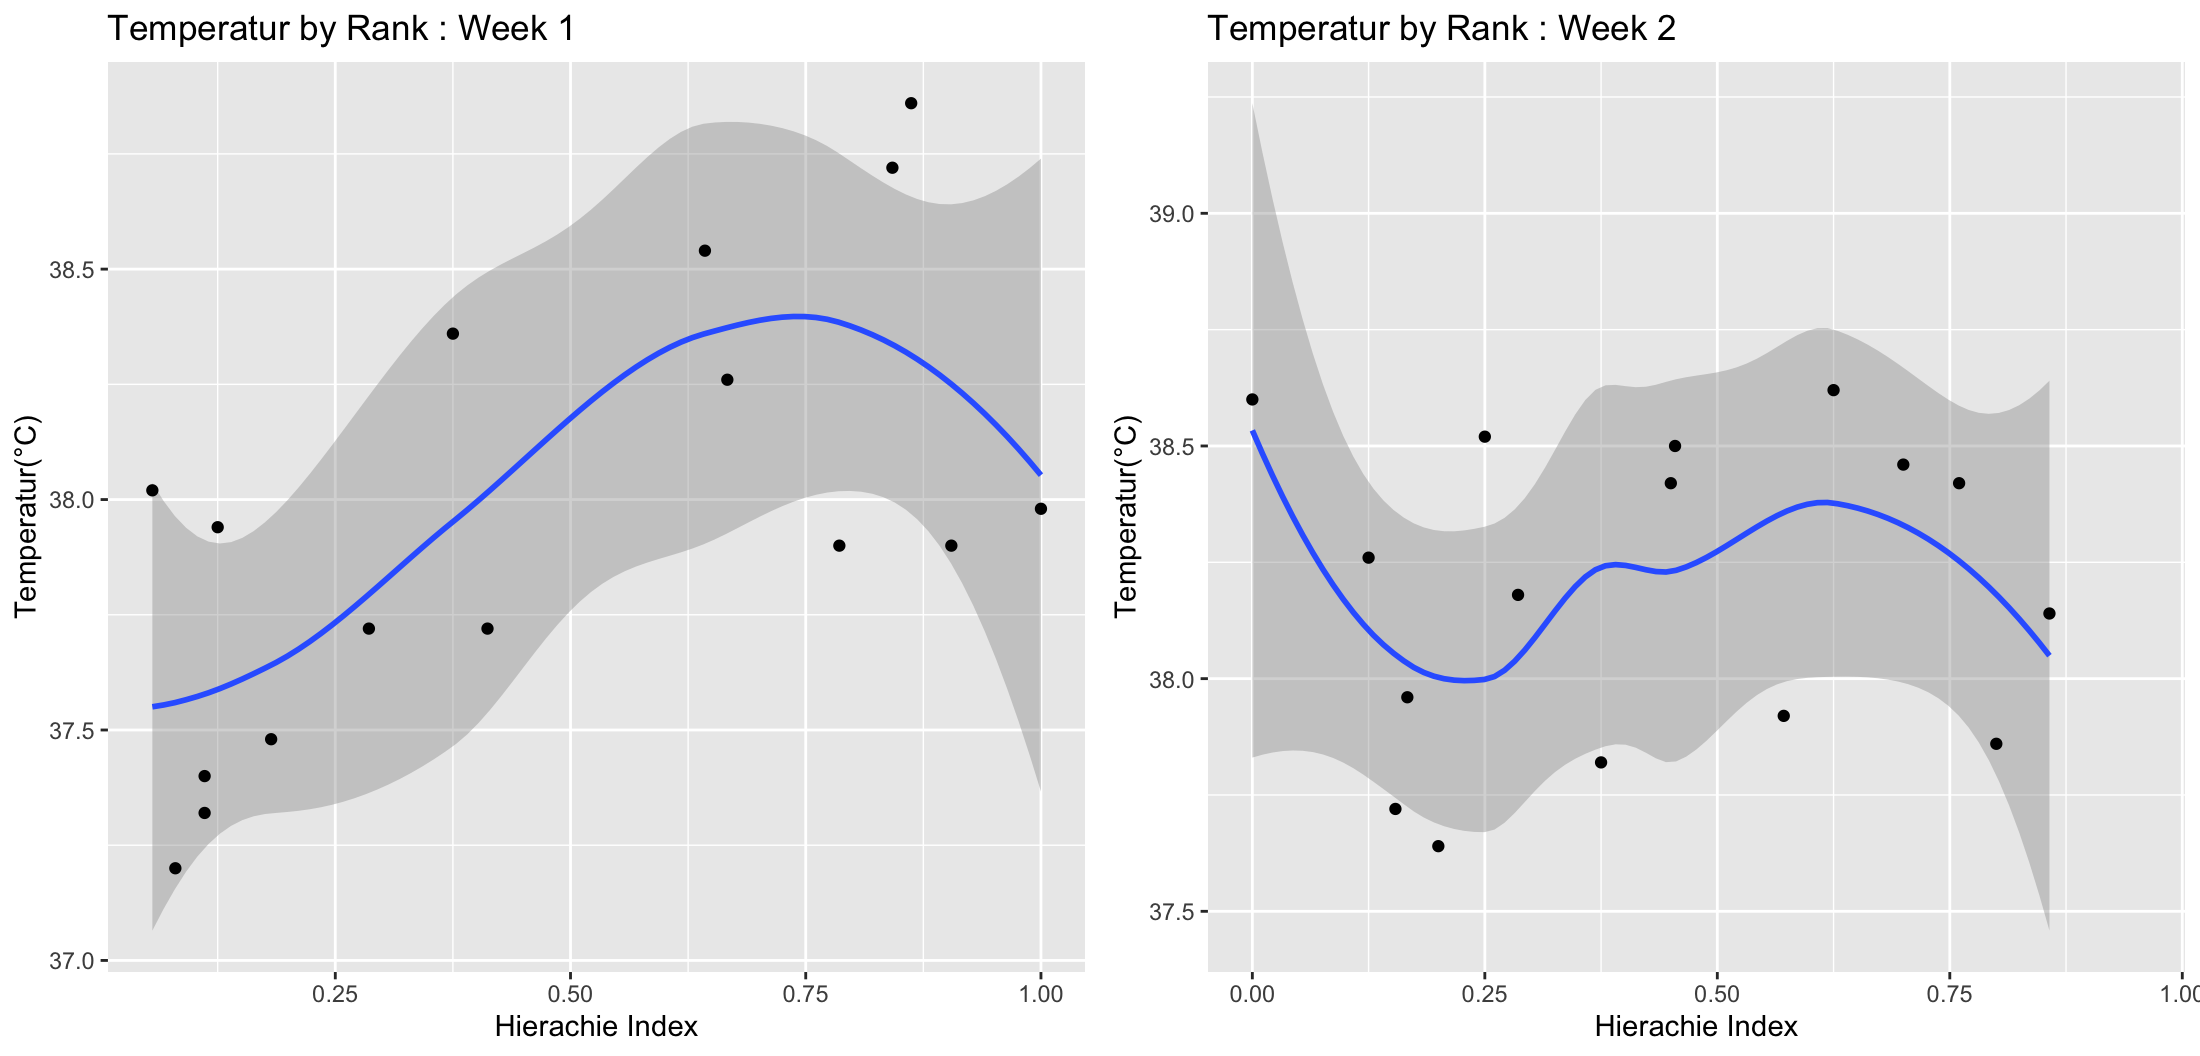 Temperatur by Rank : Week 1
Temperatur(°C)
38.5
38.0
37.5
37.0
0.25 0.50 0.75 1.00
Hierachie Index
Temperatur by Rank : Week 2
Temperatur(°C)
39.0
38.5
38.0
37.5
0.00 0.25 0.50 0.75 1.00
Hierachie Index